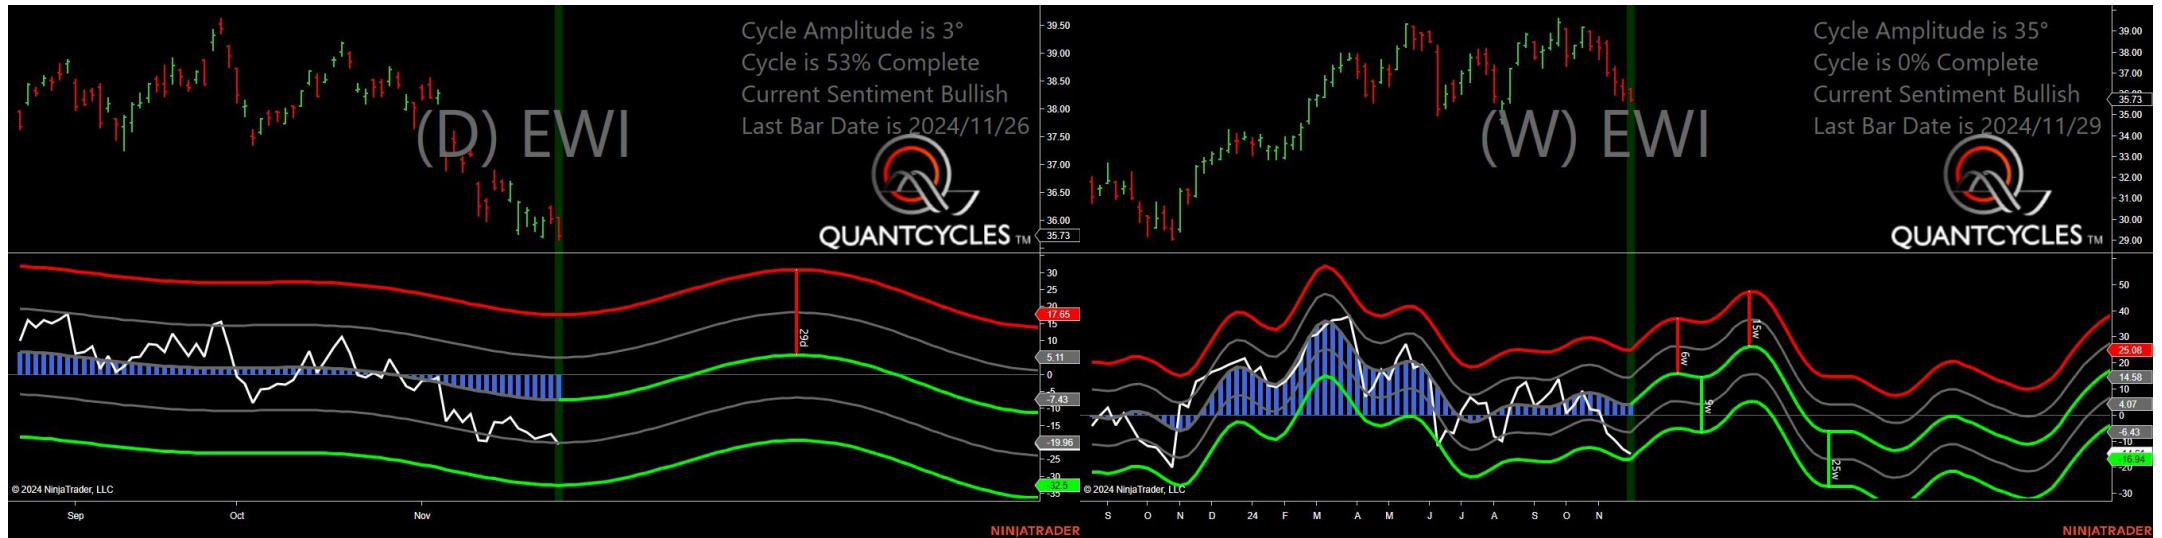 Cycle Amplitude is 3°
Cycle is 53% Complete
Current Sentiment Bullish
Last Bar Date is 2024/11/26
(D) EWI
QUANTCYCLES TM
39.50
39.00
38.50
38.00
37.50
37.00
36.50
36.00
35.73
30
25
20
17.65
15
10
5.11
0
-5
-7.43
-10
-15
-19.96
-25
-30
-32.5
-35
29d
© 2024 NinjaTrader, LLC
Sep Oct Nov
NINJATRADER
Cycle Amplitude is 35°
Cycle is 0% Complete
Current Sentiment Bullish
Last Bar Date is 2024/11/29
(W) EWI
QUANTCYCLES TM
39.00
38.00
37.00
35.73
35.00
34.00
33.00
32.00
31.00
30.00
29.00
50
40
30
25.08
20
14.58
10
4.07
0
-6.43
-10
-16.94
-20
-30
6w
15w
9w
25w
© 2024 NinjaTrader, LLC
S O N D 24 F M A M J J A S O N
NINJATRADER